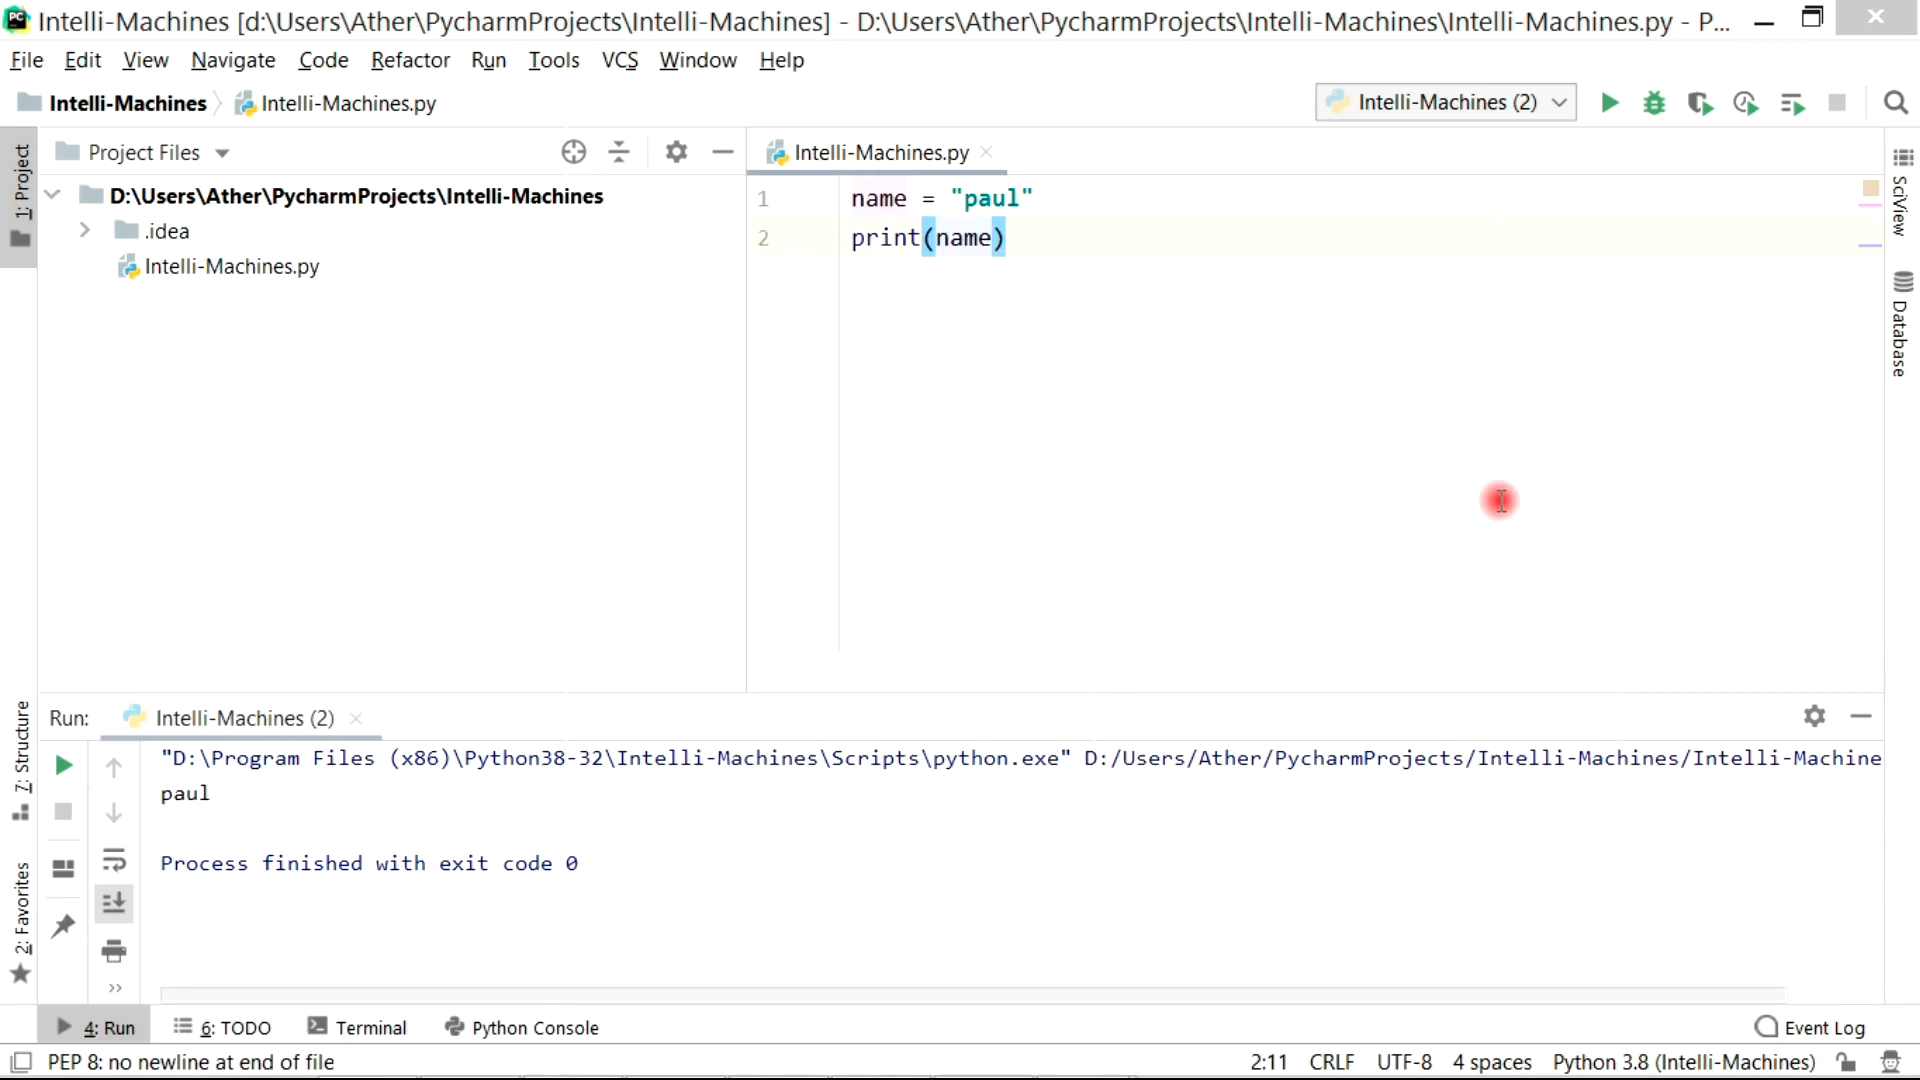 Intelli-Machines [d:\Users\Ather\PycharmProjects\Intelli-Machines] - D:\Users\Ather\PycharmProjects\Intelli-Machines\Intelli-Machines.py - P...
File Edit View Navigate Code Refactor Run Tools VCS Window Help
Intelli-Machines Intelli-Machines.py
Intelli-Machines (2)
1: Project
Project Files
Intelli-Machines.py
D:\Users\Ather\PycharmProjects\Intelli-Machines
.idea
Intelli-Machines.py
1 name = "paul"
2 print(name)
SciView
Database
7: Structure
2: Favorites
Run: Intelli-Machines (2)
"D:\Program Files (x86)\Python38-32\Intelli-Machines\Scripts\python.exe" D:/Users/Ather/PycharmProjects/Intelli-Machines/Intelli-Machine
paul
Process finished with exit code 0
4: Run 6: TODO Terminal Python Console Event Log
PEP 8: no newline at end of file 2:11 CRLF UTF-8 4 spaces Python 3.8 (Intelli-Machines)